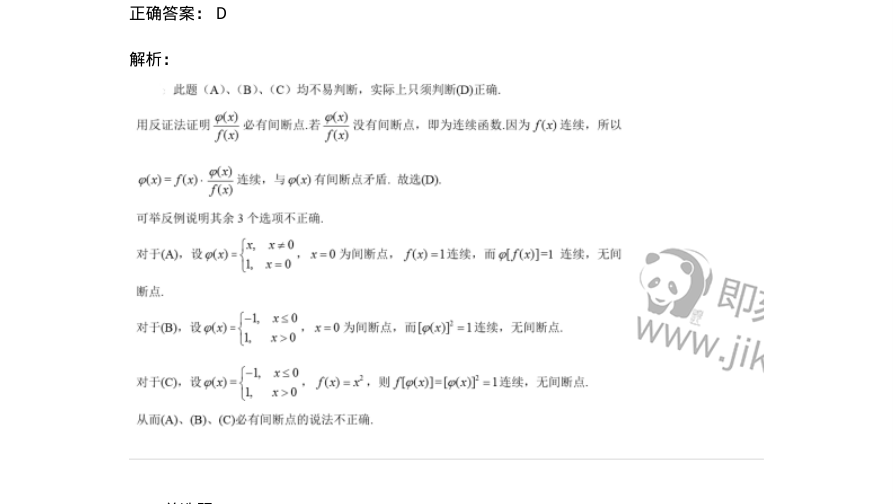 正确答案： D
解析：
此题（A）、（B）、（C）均不易判断，实际上只须判断(D)正确.
用反证法证明 φ(x)/f(x) 必有间断点.若 φ(x)/f(x) 没有间断点，即为连续函数.因为 f(x) 连续，所以
φ(x) = f(x) · φ(x)/f(x) 连续，与 φ(x) 有间断点矛盾. 故选(D).
可举反例说明其余 3 个选项不正确.
对于(A)，设 φ(x) = {x, x≠0; 1, x=0 ， x=0 为间断点， f(x)=1连续，而 φ[f(x)]=1 连续，无间
断点.
对于(B)，设 φ(x) = {−1, x≤0; 1, x>0 ， x=0 为间断点，而[φ(x)]² =1连续，无间断点.
对于(C)，设 φ(x) = {−1, x≤0; 1, x>0 ， f(x) = x² ，则 f[φ(x)]=[φ(x)]² =1连续，无间断点.
从而(A)、(B)、(C)必有间断点的说法不正确.
即
www.jik